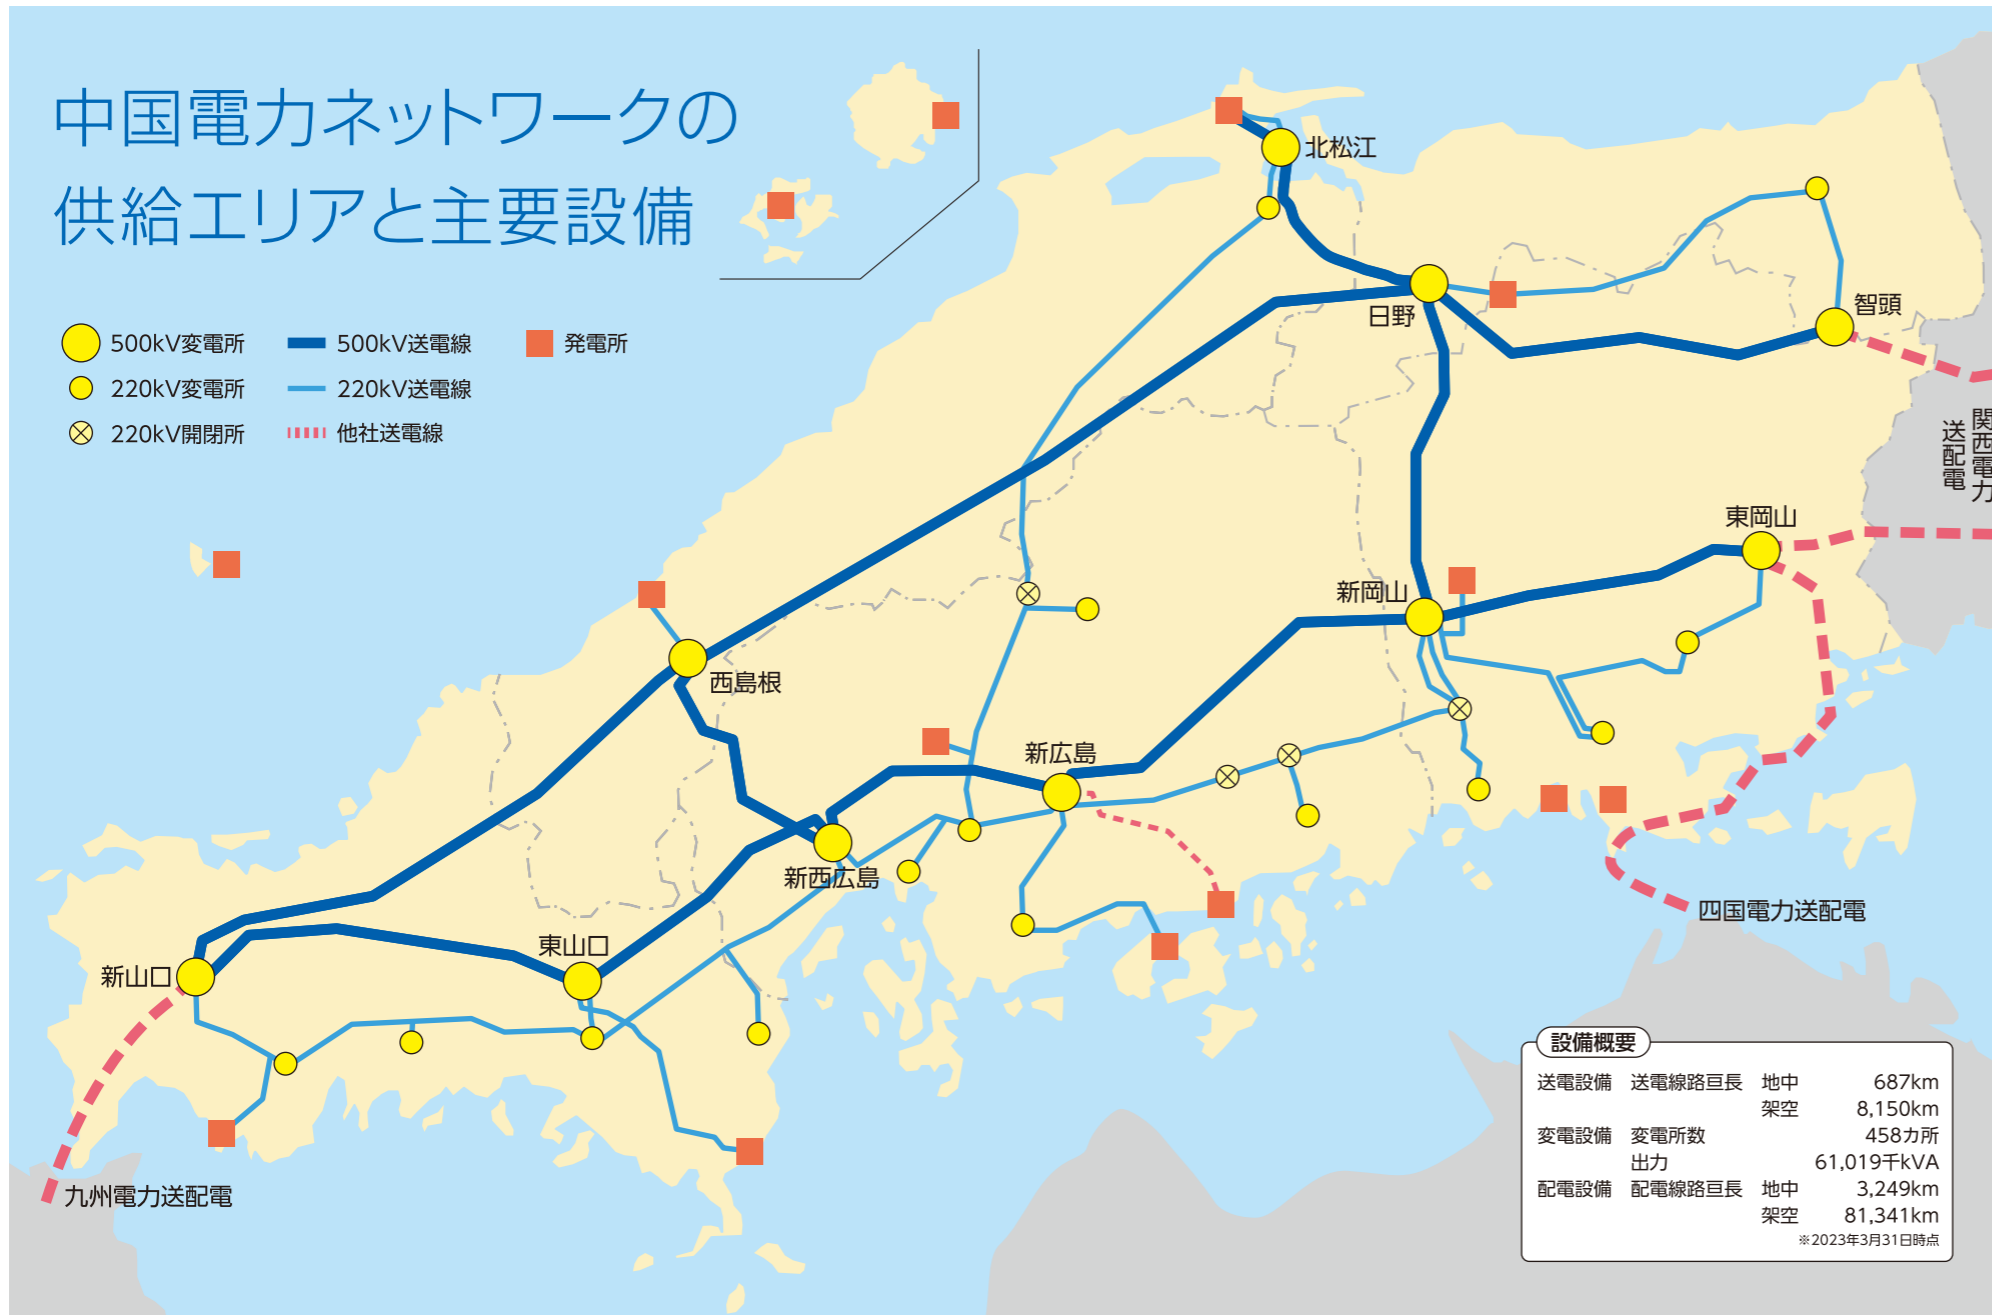 中国電力ネットワークの
供給エリアと主要設備
500kV変電所
500kV送電線
発電所
220kV変電所
220kV送電線
220kV開閉所
他社送電線
北松江
日野
智頭
関西電力
送配電
東岡山
新岡山
西島根
新広島
新西広島
四国電力送配電
東山口
新山口
九州電力送配電
設備概要
送電設備 送電線路亘長 地中 687km
架空 8,150km
変電設備 変電所数 458カ所
出力 61,019千kVA
配電設備 配電線路亘長 地中 3,249km
架空 81,341km
※2023年3月31日時点